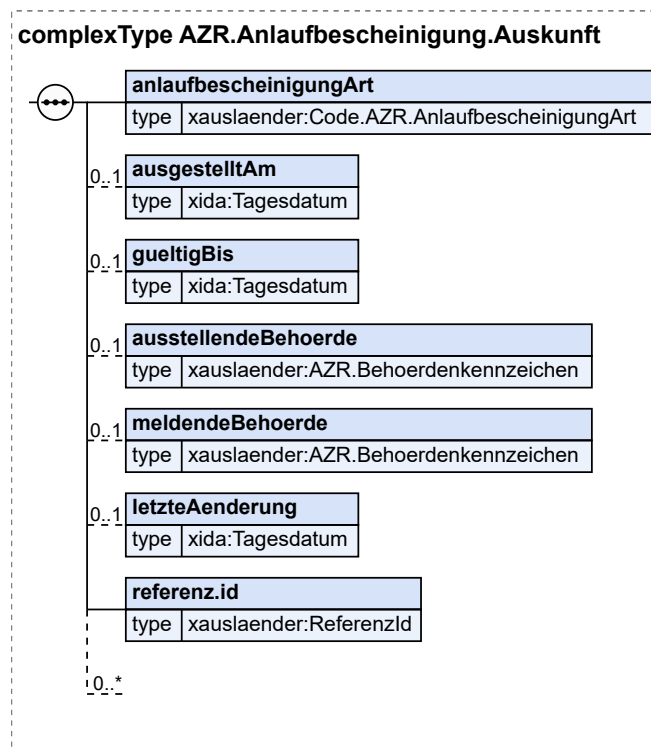 complexType AZR.Anlaufbescheinigung.Auskunft
anlaufbescheinigungArt
type xauslaender:Code.AZR.AnlaufbescheinigungArt
0..1 ausgestelltAm
type xida:Tagesdatum
0..1 gueltigBis
type xida:Tagesdatum
0..1 ausstellendeBehoerde
type xauslaender:AZR.Behoerdenkennzeichen
0..1 meldendeBehoerde
type xauslaender:AZR.Behoerdenkennzeichen
0..1 letzteAenderung
type xida:Tagesdatum
referenz.id
type xauslaender:ReferenzId
0..*